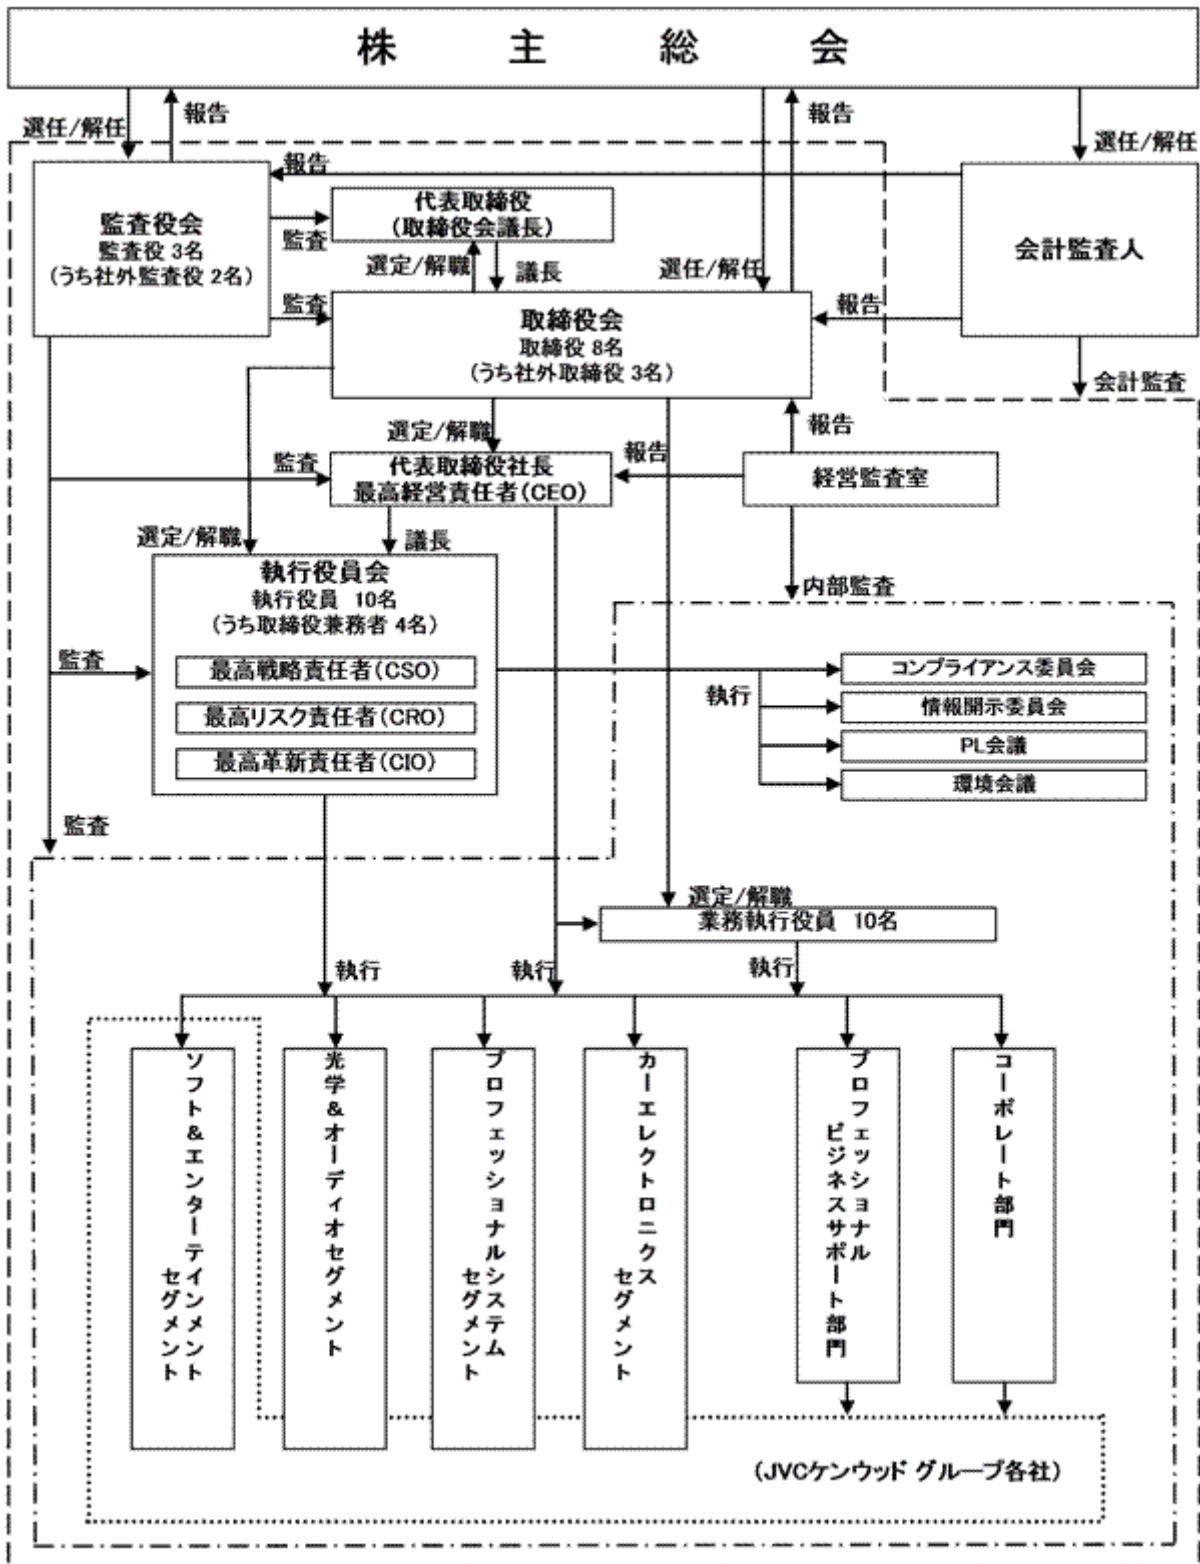 株主総会
報告
選任/解任
報告
選任/解任
報告
監査役会
監査役 3名
(うち社外監査役 2名)
監査
代表取締役
(取締役会議長)
会計監査人
選定/解職
議長
選任/解任
監査
取締役会
取締役 8名
(うち社外取締役 3名)
報告
会計監査
選定/解職
報告
監査
代表取締役社長
最高経営責任者(CEO)
報告
経営監査室
選定/解職
議長
内部監査
執行役員会
執行役員 10名
(うち取締役兼務者 4名)
監査
最高戦略責任者(CSO)
最高リスク責任者(CRO)
最高革新責任者(CIO)
執行
コンプライアンス委員会
情報開示委員会
PL会議
環境会議
監査
選定/解職
業務執行役員 10名
執行
執行
執行
ソフト&エンターテインメント
セグメント
光学&オーディオセグメント
プロフェッショナルシステム
セグメント
カーエレクトロニクス
セグメント
プロフェッショナル
ビジネスサポート部門
コーポレート部門
(JVCケンウッド グループ各社)